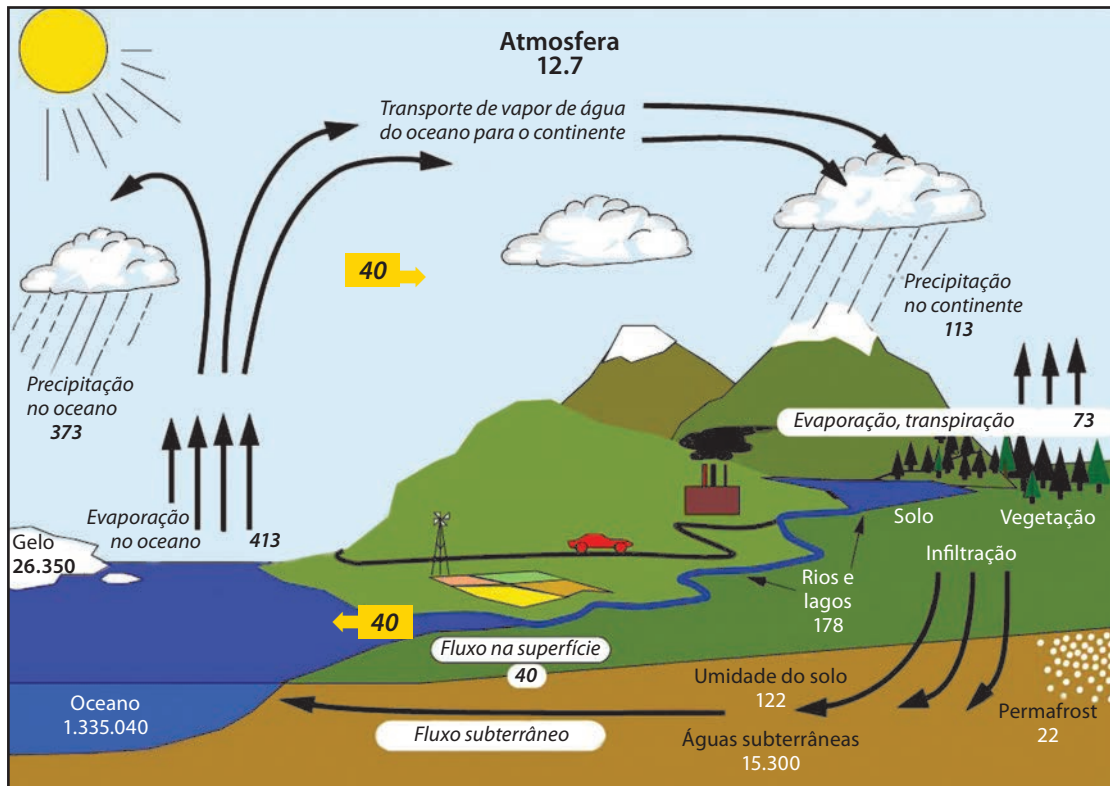 Atmosfera
12.7
Transporte de vapor de água
do oceano para o continente
40
Precipitação
no continente
113
Precipitação
no oceano
373
Evaporação, transpiração 73
Evaporação
no oceano 413
Gelo
26.350
Solo
Vegetação
Infiltração
Rios e
lagos
178
40
Fluxo na superfície
40
Oceano
1.335.040
Fluxo subterrâneo
Umidade do solo
122
Águas subterrâneas
15.300
Permafrost
22